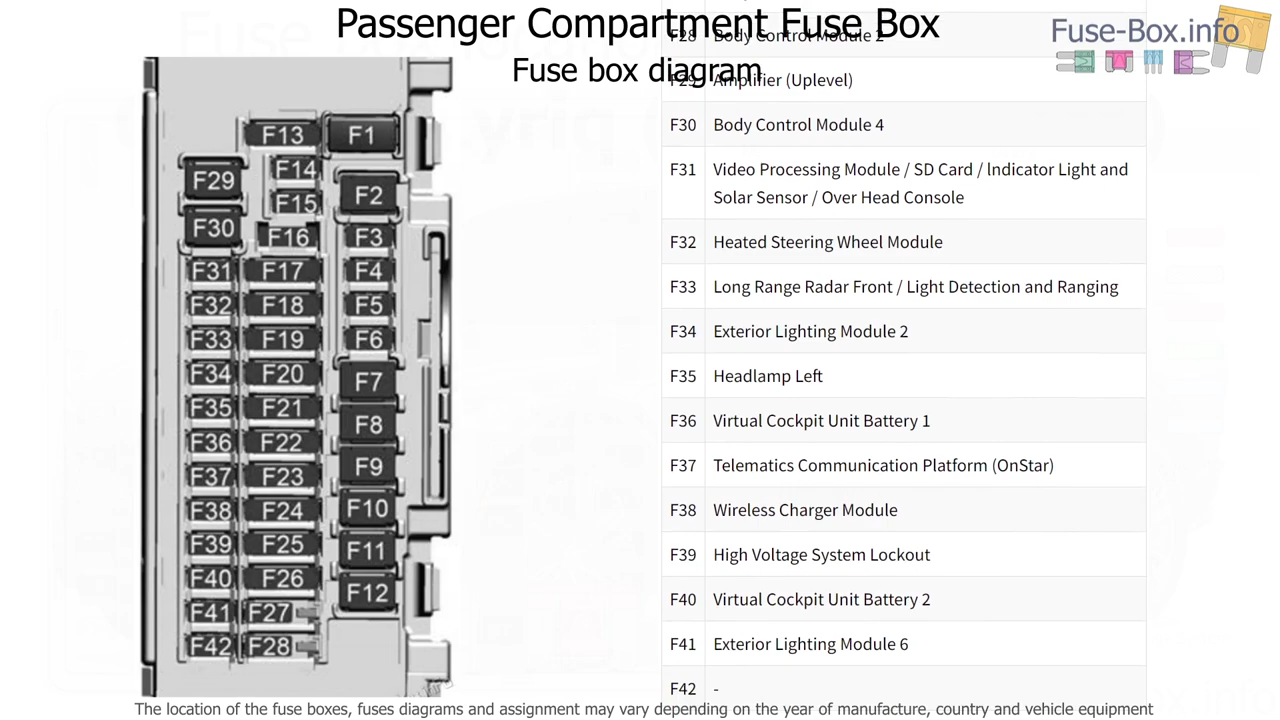 Passenger Compartment Fuse Box
Fuse box diagram
Fuse-Box.info
F13 F1
F14
F29 F15 F2
F30 F16 F3
F31 F17 F4
F32 F18 F5
F33 F19 F6
F34 F20 F7
F35 F21 F8
F36 F22
F37 F23 F9
F38 F24 F10
F39 F25 F11
F40 F26 F12
F41 F27
F42 F28
F28 Body Control Module 2
F29 Amplifier (Uplevel)
F30 Body Control Module 4
F31 Video Processing Module / SD Card / Indicator Light and
Solar Sensor / Over Head Console
F32 Heated Steering Wheel Module
F33 Long Range Radar Front / Light Detection and Ranging
F34 Exterior Lighting Module 2
F35 Headlamp Left
F36 Virtual Cockpit Unit Battery 1
F37 Telematics Communication Platform (OnStar)
F38 Wireless Charger Module
F39 High Voltage System Lockout
F40 Virtual Cockpit Unit Battery 2
F41 Exterior Lighting Module 6
F42 -
The location of the fuse boxes, fuses diagrams and assignment may vary depending on the year of manufacture, country and vehicle equipment